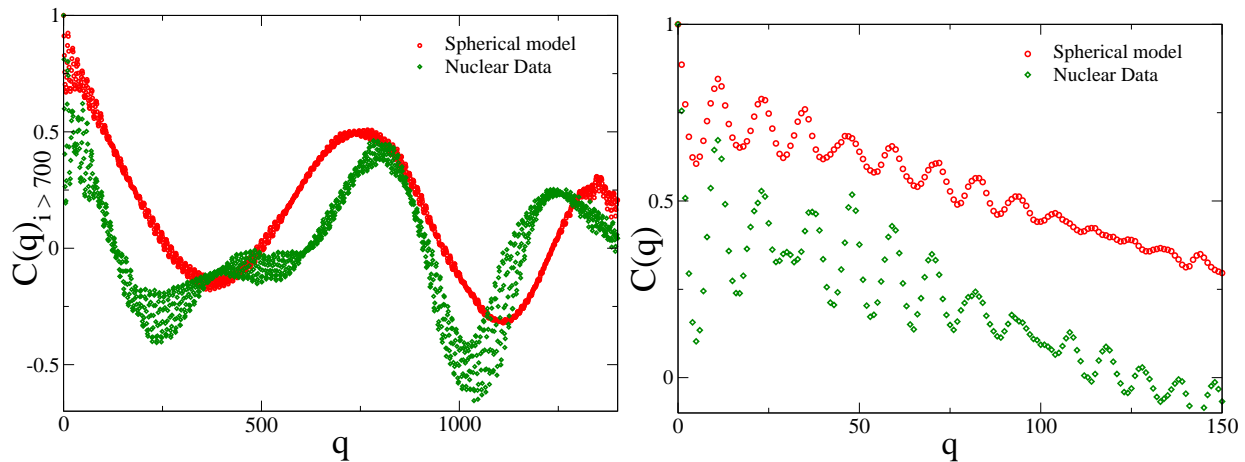 1
0.5
0
-0.5
C(q)i > 700
Spherical model
Nuclear Data
0
500
1000
q
1
0.5
0
C(q)
Spherical model
Nuclear Data
0
50
100
150
q